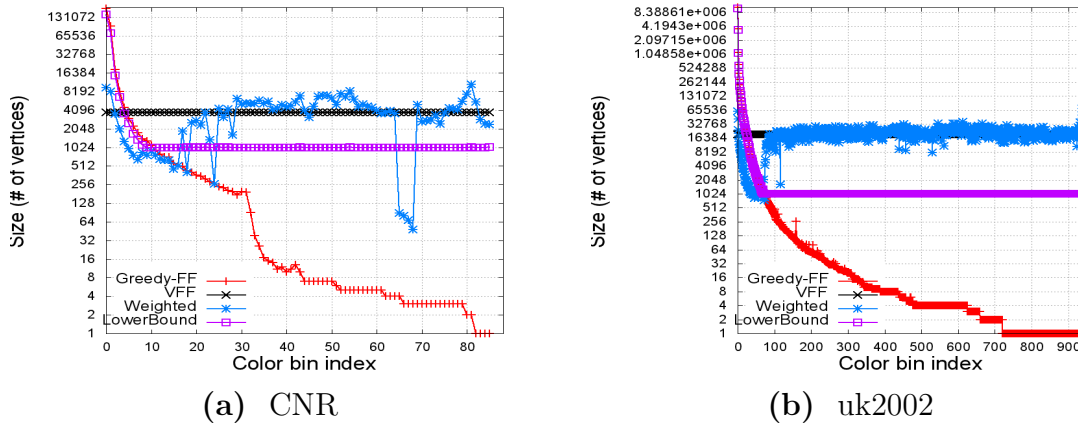 131072
65536
32768
16384
8192
4096
2048
1024
512
256
128
64
32
16
8
4
2
1
Size (# of vertices)
Greedy-FF
VFF
Weighted
LowerBound
0 10 20 30 40 50 60 70 80
Color bin index
(a) CNR
8.38861e+006
4.1943e+006
2.09715e+006
1.04858e+006
524288
262144
131072
65536
32768
16384
8192
4096
2048
1024
512
256
128
64
32
16
8
4
2
1
Size (# of vertices)
Greedy-FF
VFF
Weighted
LowerBound
0 100 200 300 400 500 600 700 800 900
Color bin index
(b) uk2002